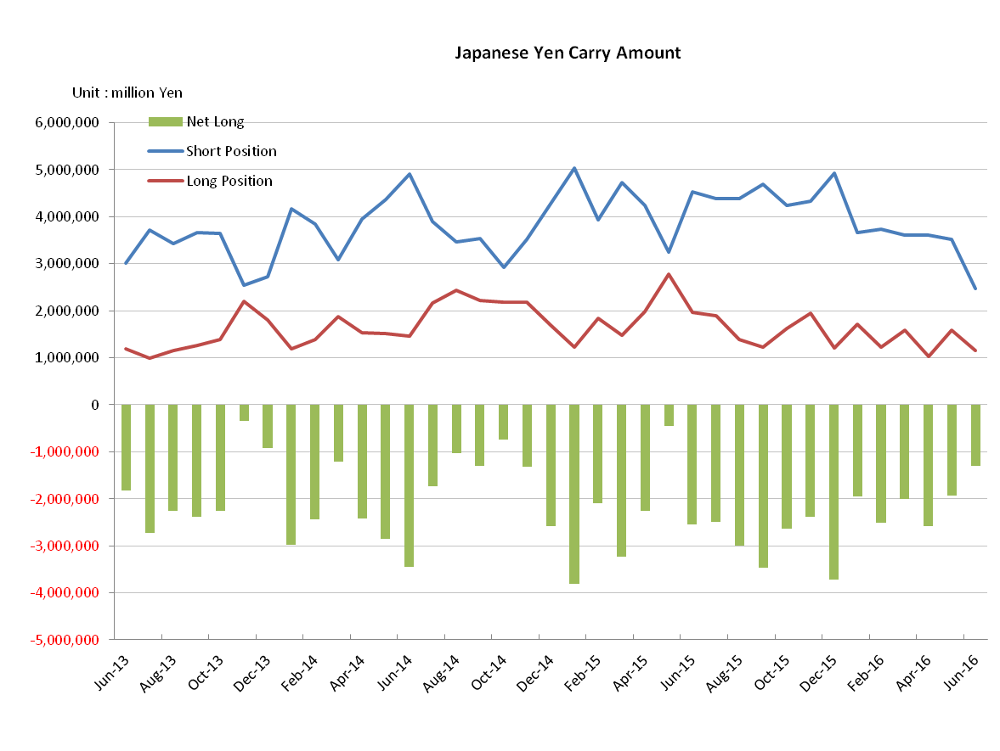 Japanese Yen Carry Amount
Unit : million Yen
Net Long
Short Position
Long Position
6,000,000
5,000,000
4,000,000
3,000,000
2,000,000
1,000,000
0
-1,000,000
-2,000,000
-3,000,000
-4,000,000
-5,000,000
Jun-13
Aug-13
Oct-13
Dec-13
Feb-14
Apr-14
Jun-14
Aug-14
Oct-14
Dec-14
Feb-15
Apr-15
Jun-15
Aug-15
Oct-15
Dec-15
Feb-16
Apr-16
Jun-16